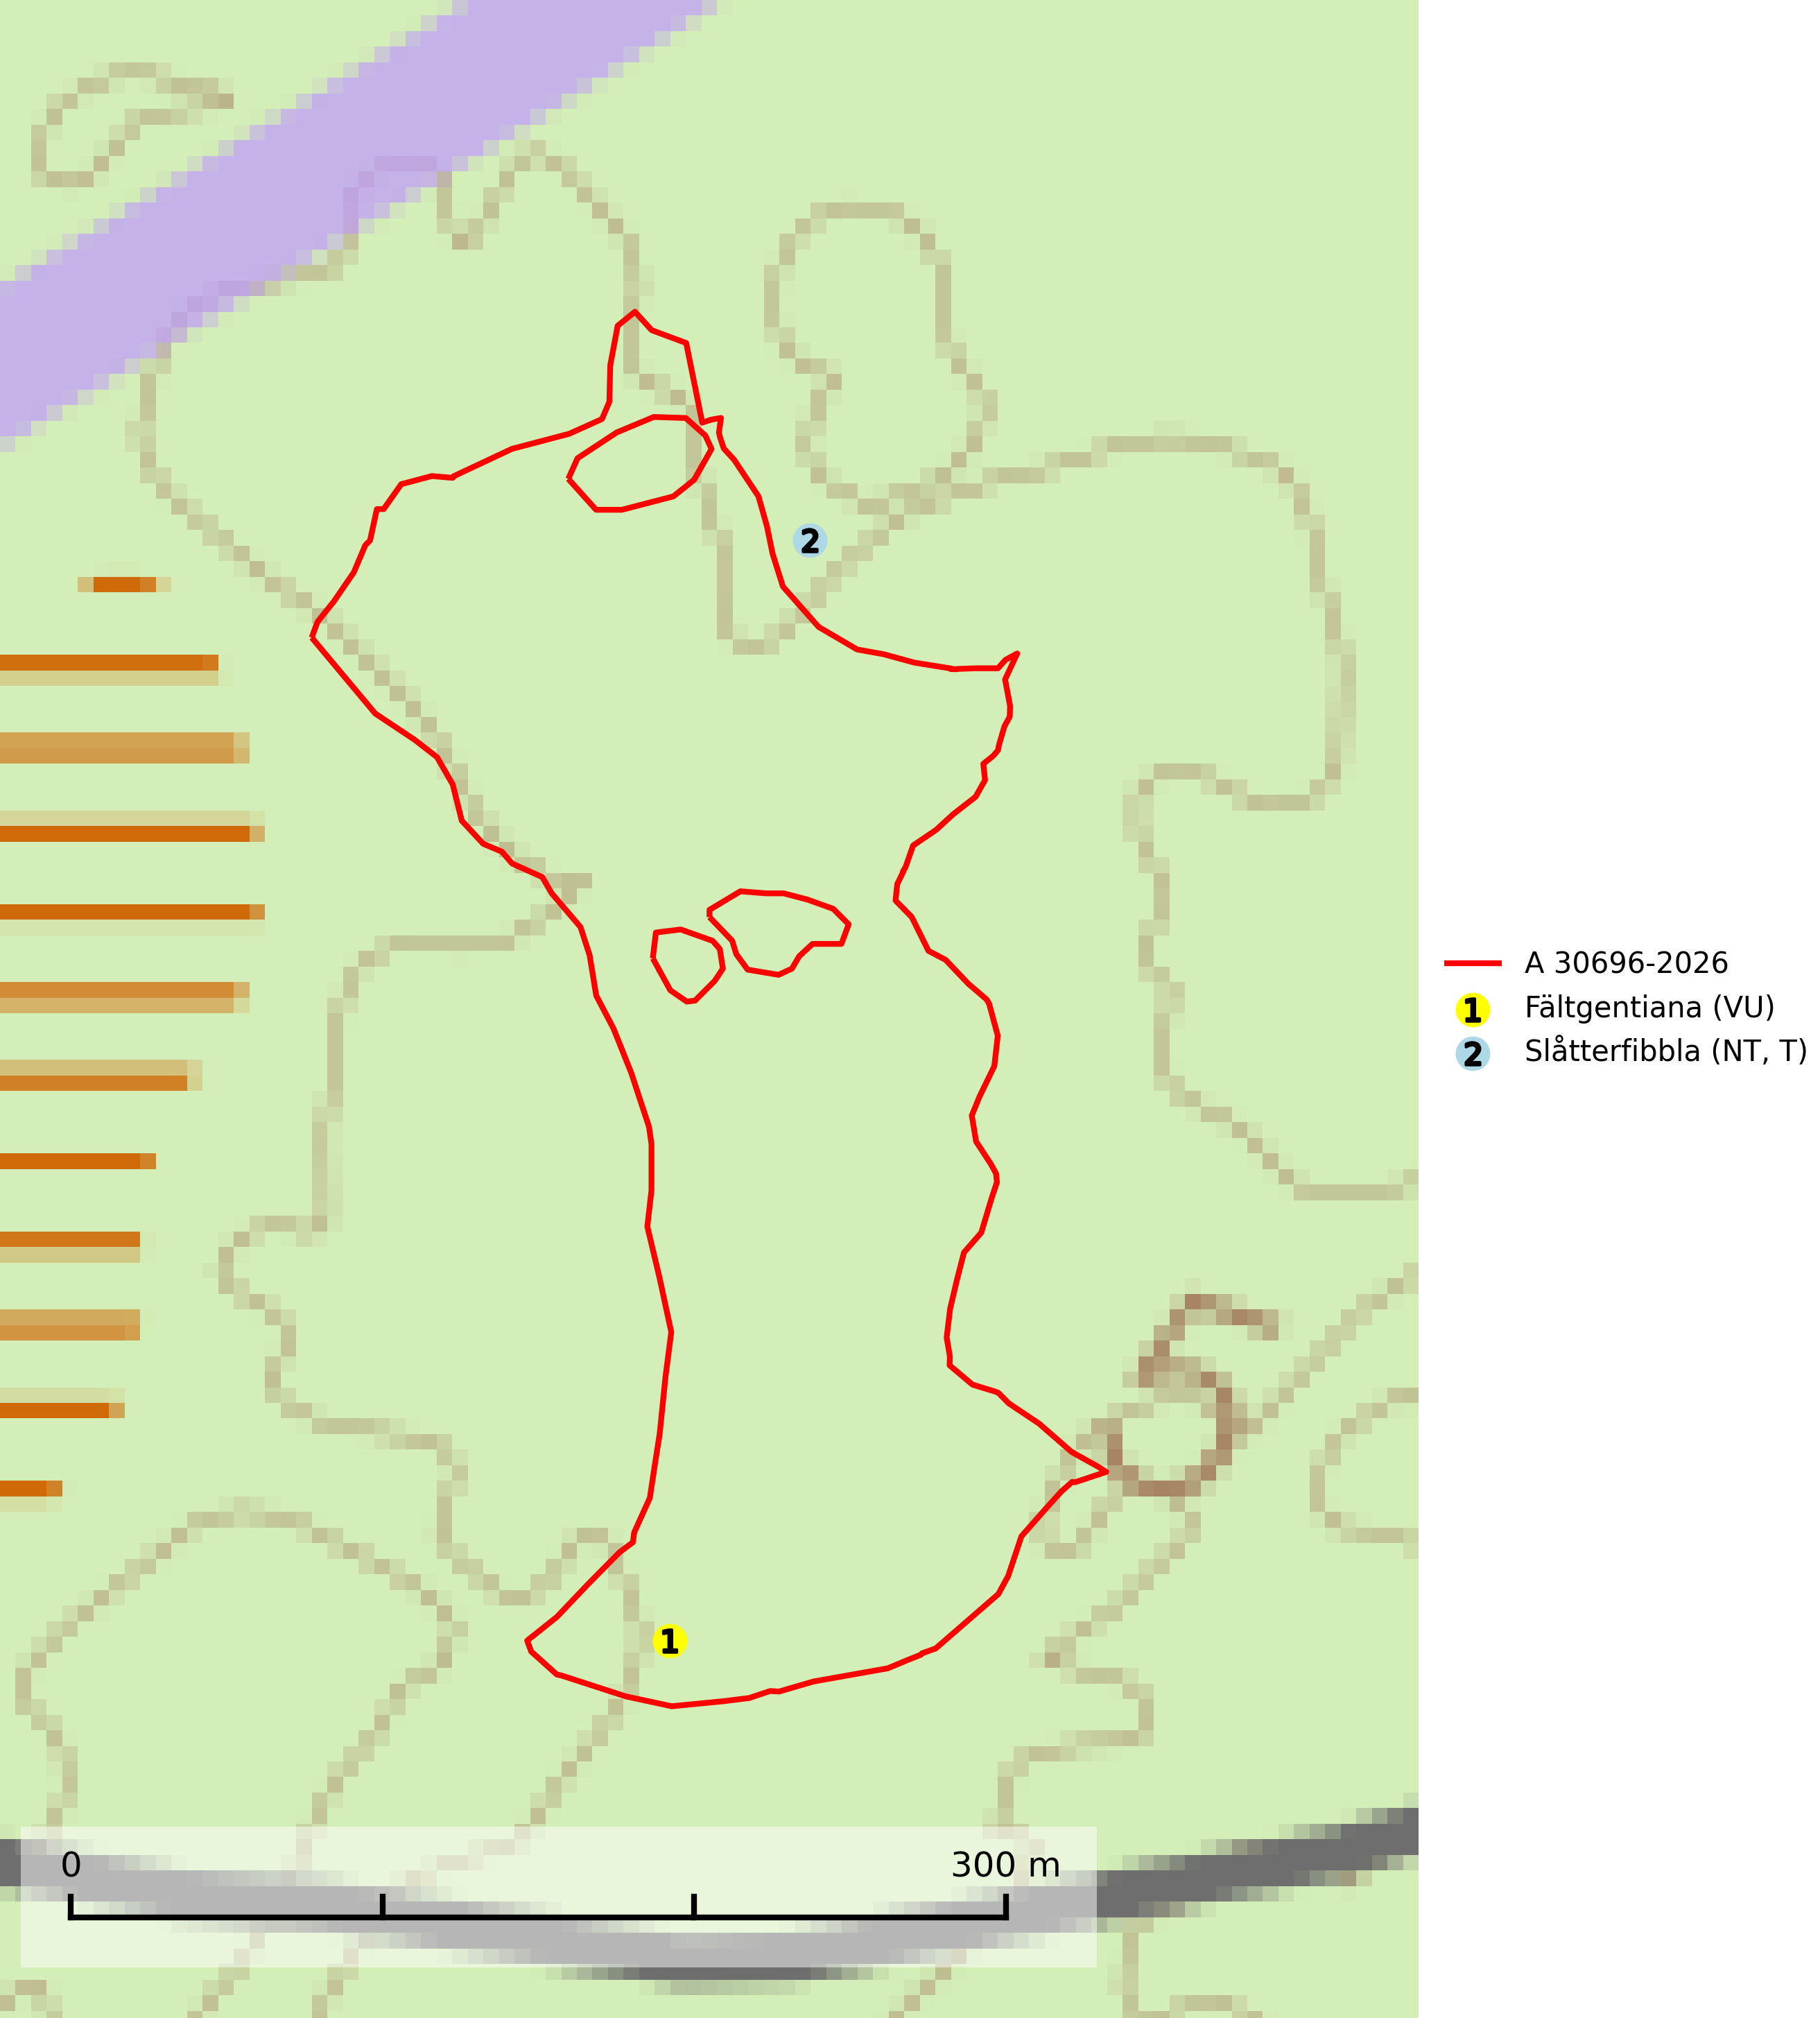 2
1
0 300 m
A 30696-2026
1 Fältgentiana (VU)
2 Slåtterfibbla (NT, T)